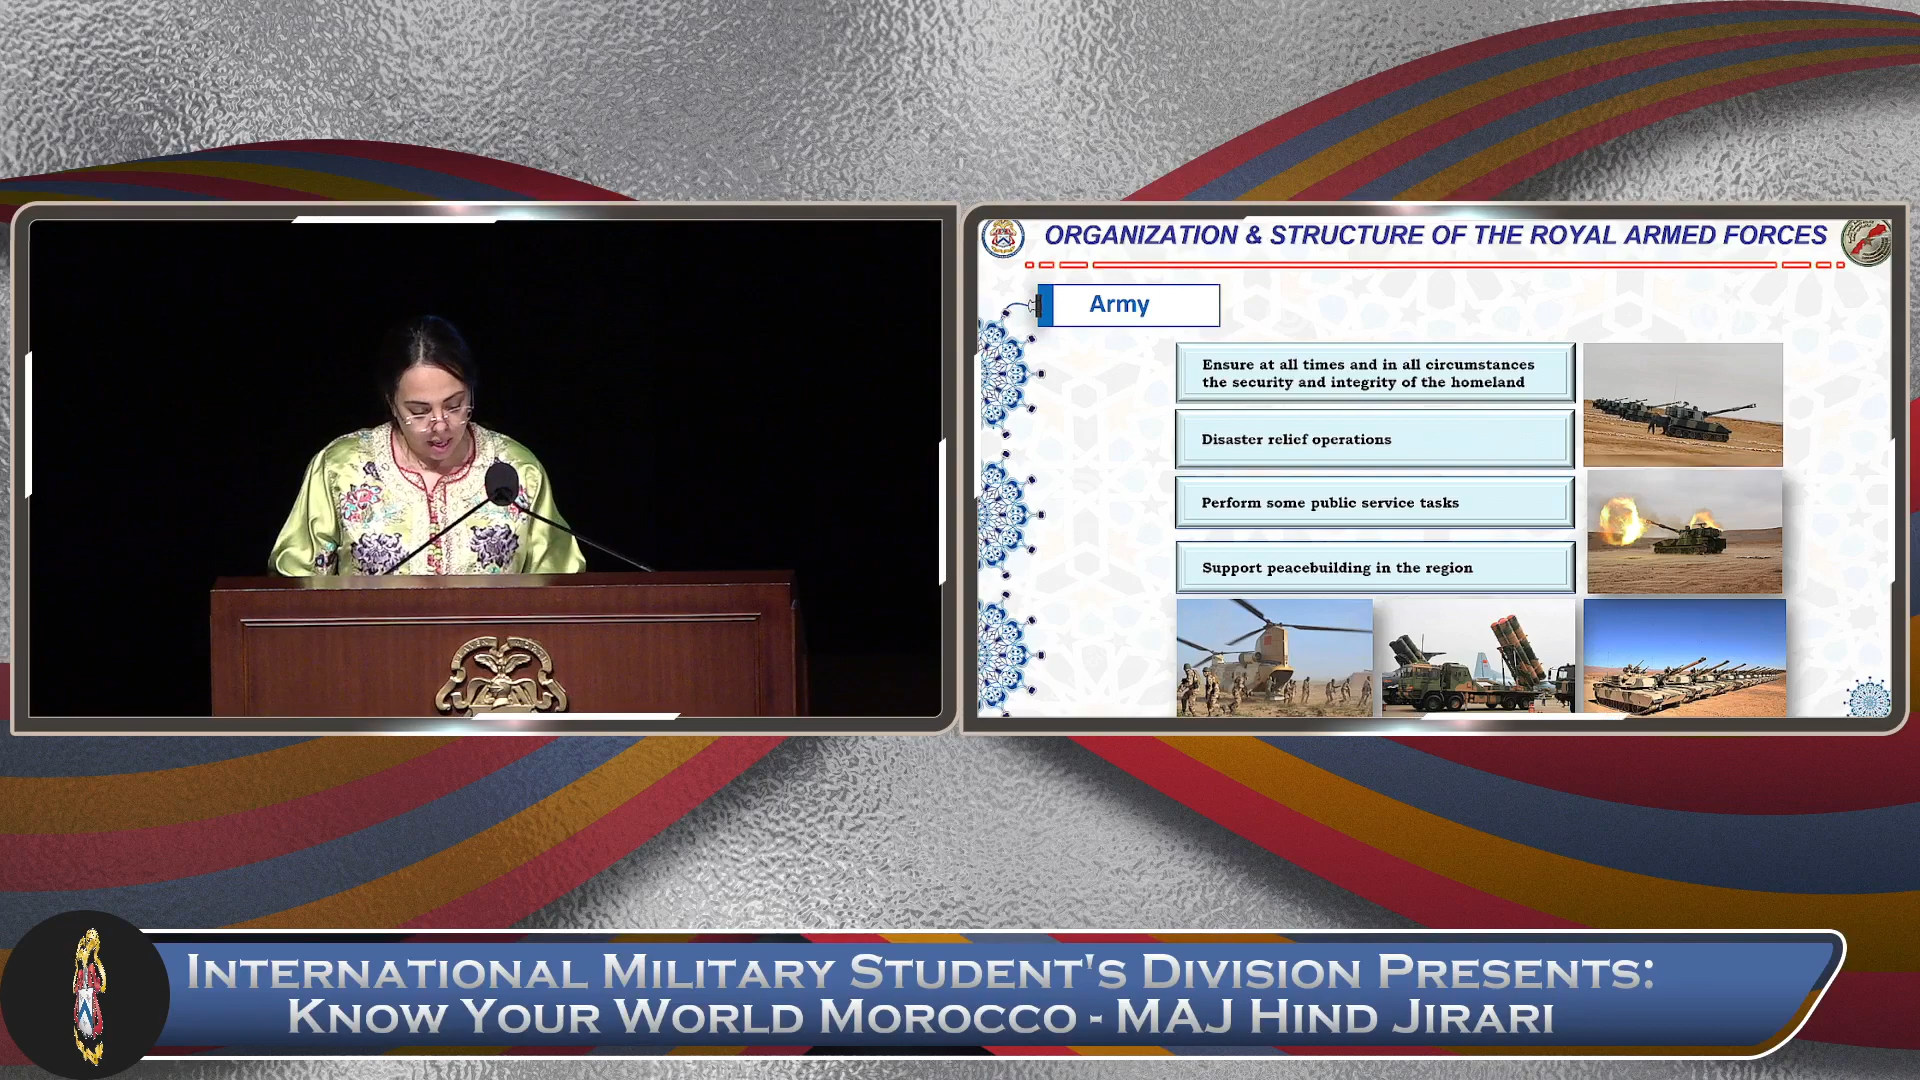 ORGANIZATION & STRUCTURE OF THE ROYAL ARMED FORCES
Army
Ensure at all times and in all circumstances
the security and integrity of the homeland
Disaster relief operations
Perform some public service tasks
Support peacebuilding in the region
INTERNATIONAL MILITARY STUDENT'S DIVISION PRESENTS:
KNOW YOUR WORLD MOROCCO - MAJ HIND JIRARI